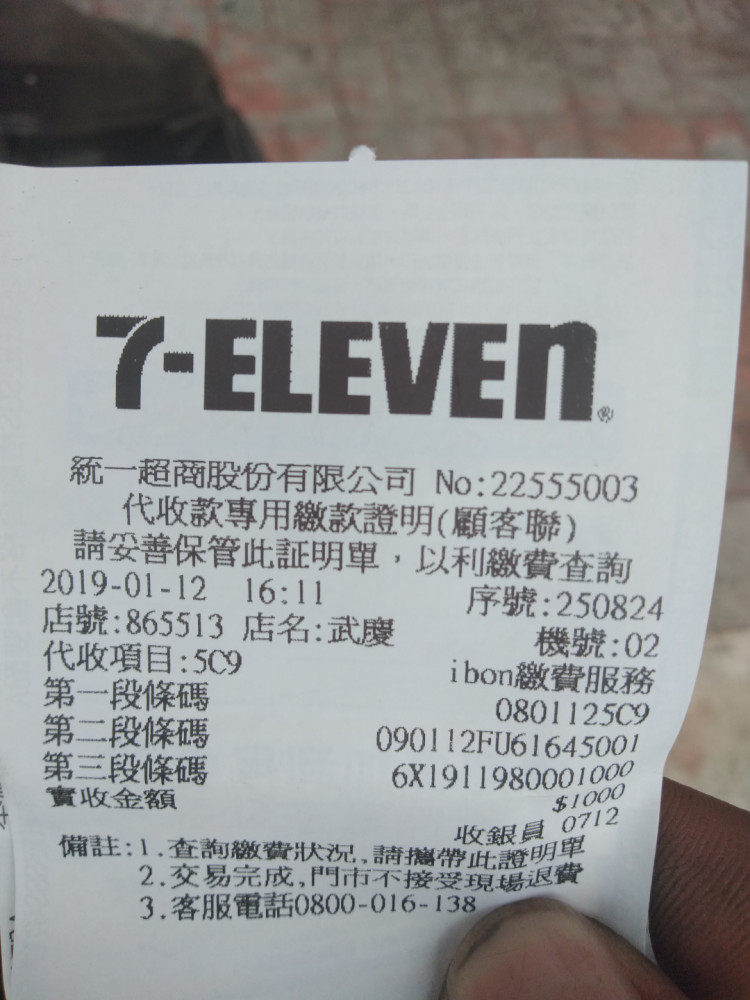 7-ELEVEn®
統一超商股份有限公司 No:22555003
代收款專用繳款證明(顧客聯)
請妥善保管此証明單，以利繳費查詢
2019-01-12 16:11 序號:250824
店號:865513 店名:武慶 機號:02
代收項目:5C9 ibon繳費服務
第一段條碼 0801125C9
第二段條碼 090112FU61645001
第三段條碼 6X1911980001000
實收金額 $1000
收銀員 0712
備註:1.查詢繳費狀況,請攜帶此證明單
2.交易完成,門市不接受現場退費
3.客服電話0800-016-138